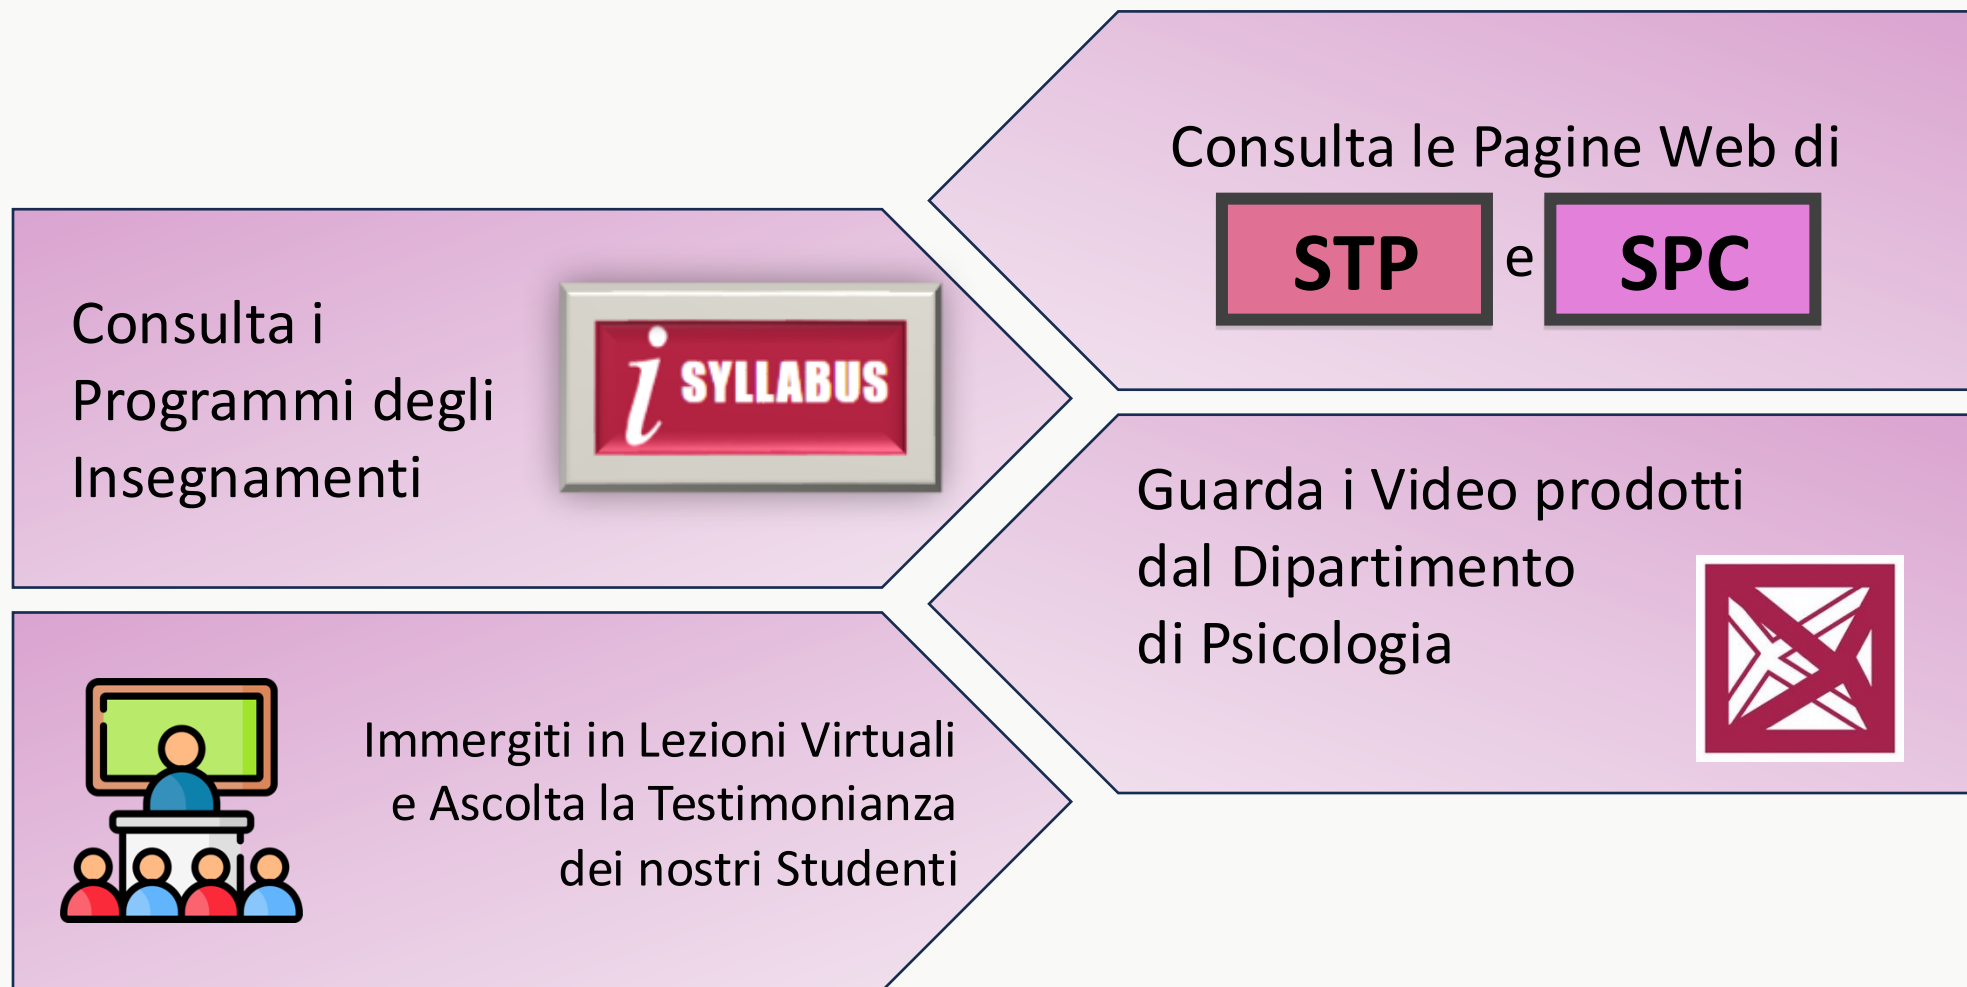 Consulta i
Programmi degli
Insegnamenti
i SYLLABUS
Immergiti in Lezioni Virtuali
e Ascolta la Testimonianza
dei nostri Studenti
Consulta le Pagine Web di
STP e SPC
Guarda i Video prodotti
dal Dipartimento
di Psicologia